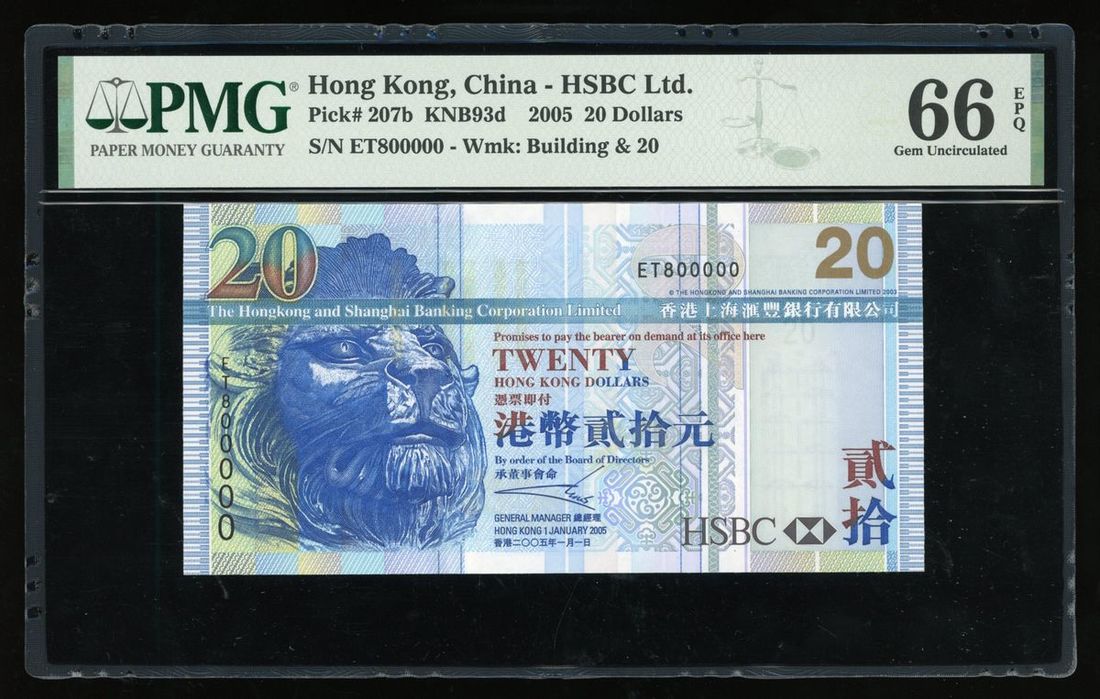 PMG®
PAPER MONEY GUARANTY
Hong Kong, China - HSBC Ltd.
Pick# 207b KNB93d 2005 20 Dollars
S/N ET800000 - Wmk: Building & 20
66
EPQ
Gem Uncirculated
20
20
ET800000
© THE HONGKONG AND SHANGHAI BANKING CORPORATION LIMITED 2003
The Hongkong and Shanghai Banking Corporation Limited 香港上海滙豐銀行有限公司
Promises to pay the bearer on demand at its office here
TWENTY
HONG KONG DOLLARS
憑票即付
港幣貳拾元
By order of the Board of Directors
承董事會命
GENERAL MANAGER 總經理
HONG KONG 1 JANUARY 2005
香港二〇〇五年一月一日
ET800000
HSBC
貳拾